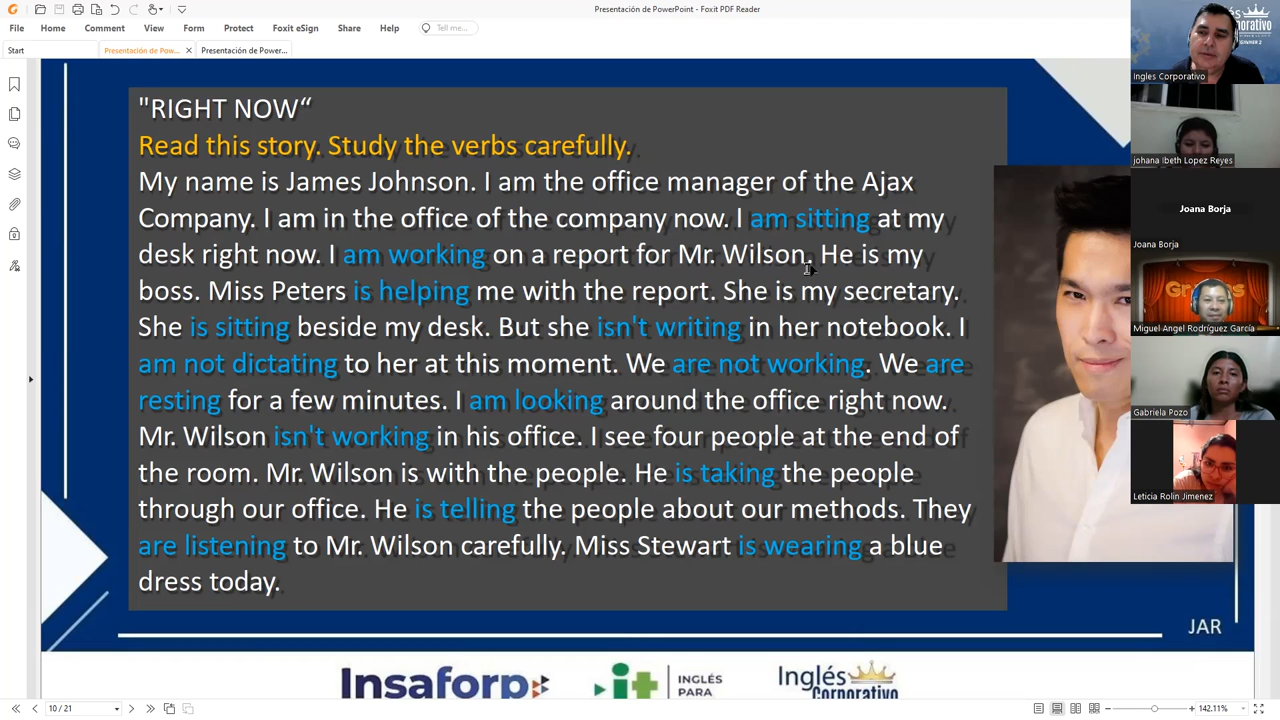 Presentación de PowerPoint - Foxit PDF Reader
File Home Comment View Form Protect Foxit eSign Share Help Tell me...
Start Presentación de Pow... × Presentación de Power...
"RIGHT NOW“
Read this story. Study the verbs carefully.
My name is James Johnson. I am the office manager of the Ajax
Company. I am in the office of the company now. I am sitting at my
desk right now. I am working on a report for Mr. Wilson. He is my
boss. Miss Peters is helping me with the report. She is my secretary.
She is sitting beside my desk. But she isn't writing in her notebook. I
am not dictating to her at this moment. We are not working. We are
resting for a few minutes. I am looking around the office right now.
Mr. Wilson isn't working in his office. I see four people at the end of
the room. Mr. Wilson is with the people. He is taking the people
through our office. He is telling the people about our methods. They
are listening to Mr. Wilson carefully. Miss Stewart is wearing a blue
dress today.
JAR
Insaforp
it
INGLÉS
PARA
Inglés
Corporativo
10 / 21
142.11%
Corporativo
Ingles Corporativo
johana Ibeth Lopez Reyes
Joana Borja
Joana Borja
Miguel Angel Rodríguez García
Gabriela Pozo
Leticia Rolin Jimenez